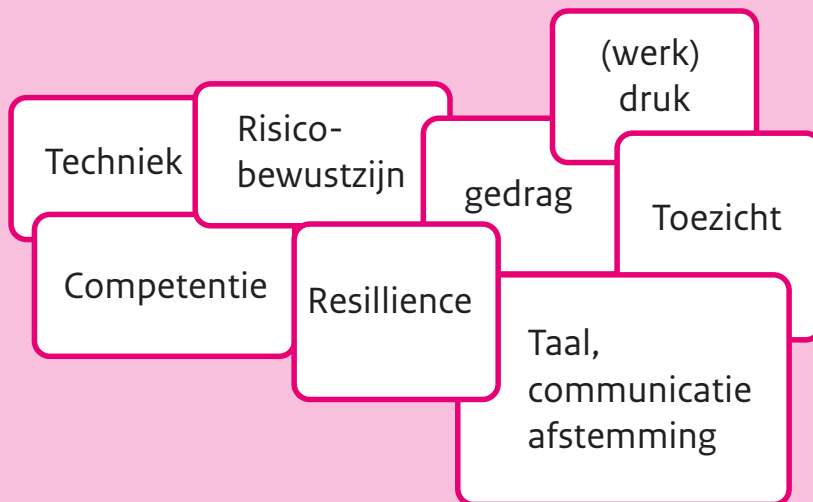 (werk)
druk
Techniek
Risico-
bewustzijn
gedrag
Toezicht
Competentie
Resillience
Taal,
communicatie
afstemming